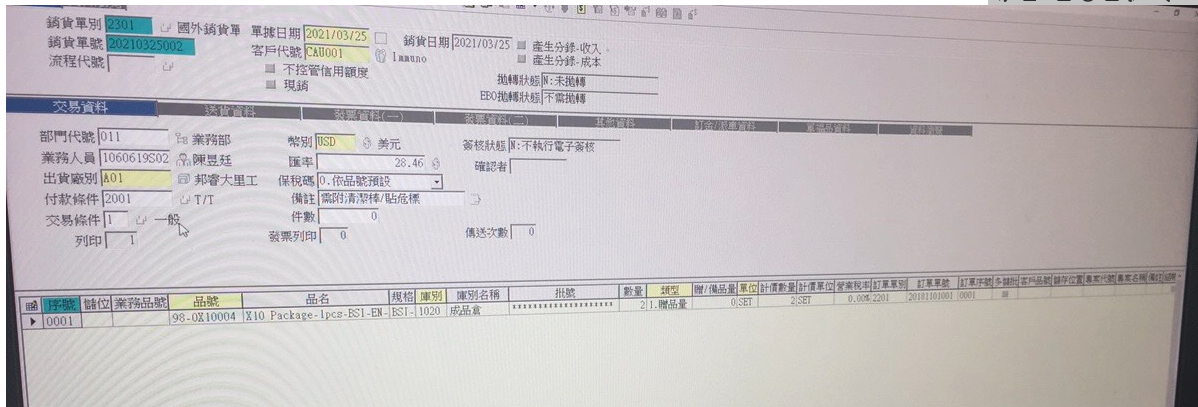 銷貨單別 2301 國外銷貨單 單據日期 2021/03/25 銷貨日期 2021/03/25 產生分錄-收入
銷貨單號 20210325002 客戶代號 CAU001 Immuno 產生分錄-成本
流程代號 不控管信用額度 拋轉狀態 N:未拋轉
現銷 EBO拋轉狀態 不需拋轉
交易資料 送貨資料 發票資料(一) 發票資料(二) 其他資料 訂金/派車資料
部門代號 011 業務部 幣別 USD 美元 簽核狀態 N:不執行電子簽核
業務人員 1060619S02 陳昱廷 匯率 28.46 確認者
出貨廠別 A01 邦睿大里工 保稅碼 0.依品號預設
付款條件 2001 T/T 備註 需附清潔棒/貼危標
交易條件 1 一般 件數 0
列印 1 發票列印 0 傳送次數 0
序號 儲位 業務品號 品號 品名 規格 庫別 庫別名稱 批號 數量 類型 贈/備品量 單位 計價數量 計價單位 營業稅率 訂單單別 訂單單號 訂單序號 多儲批 客戶品號 儲存位置 專案代號 專案名稱 備註
0001 98-0X10004 X10 Package-1pcs-BS1-EN- BS1- 1020 成品倉 ******************** 2 1.贈品量 0 SET 2 SET 0.00% 2201 20181101001 0001